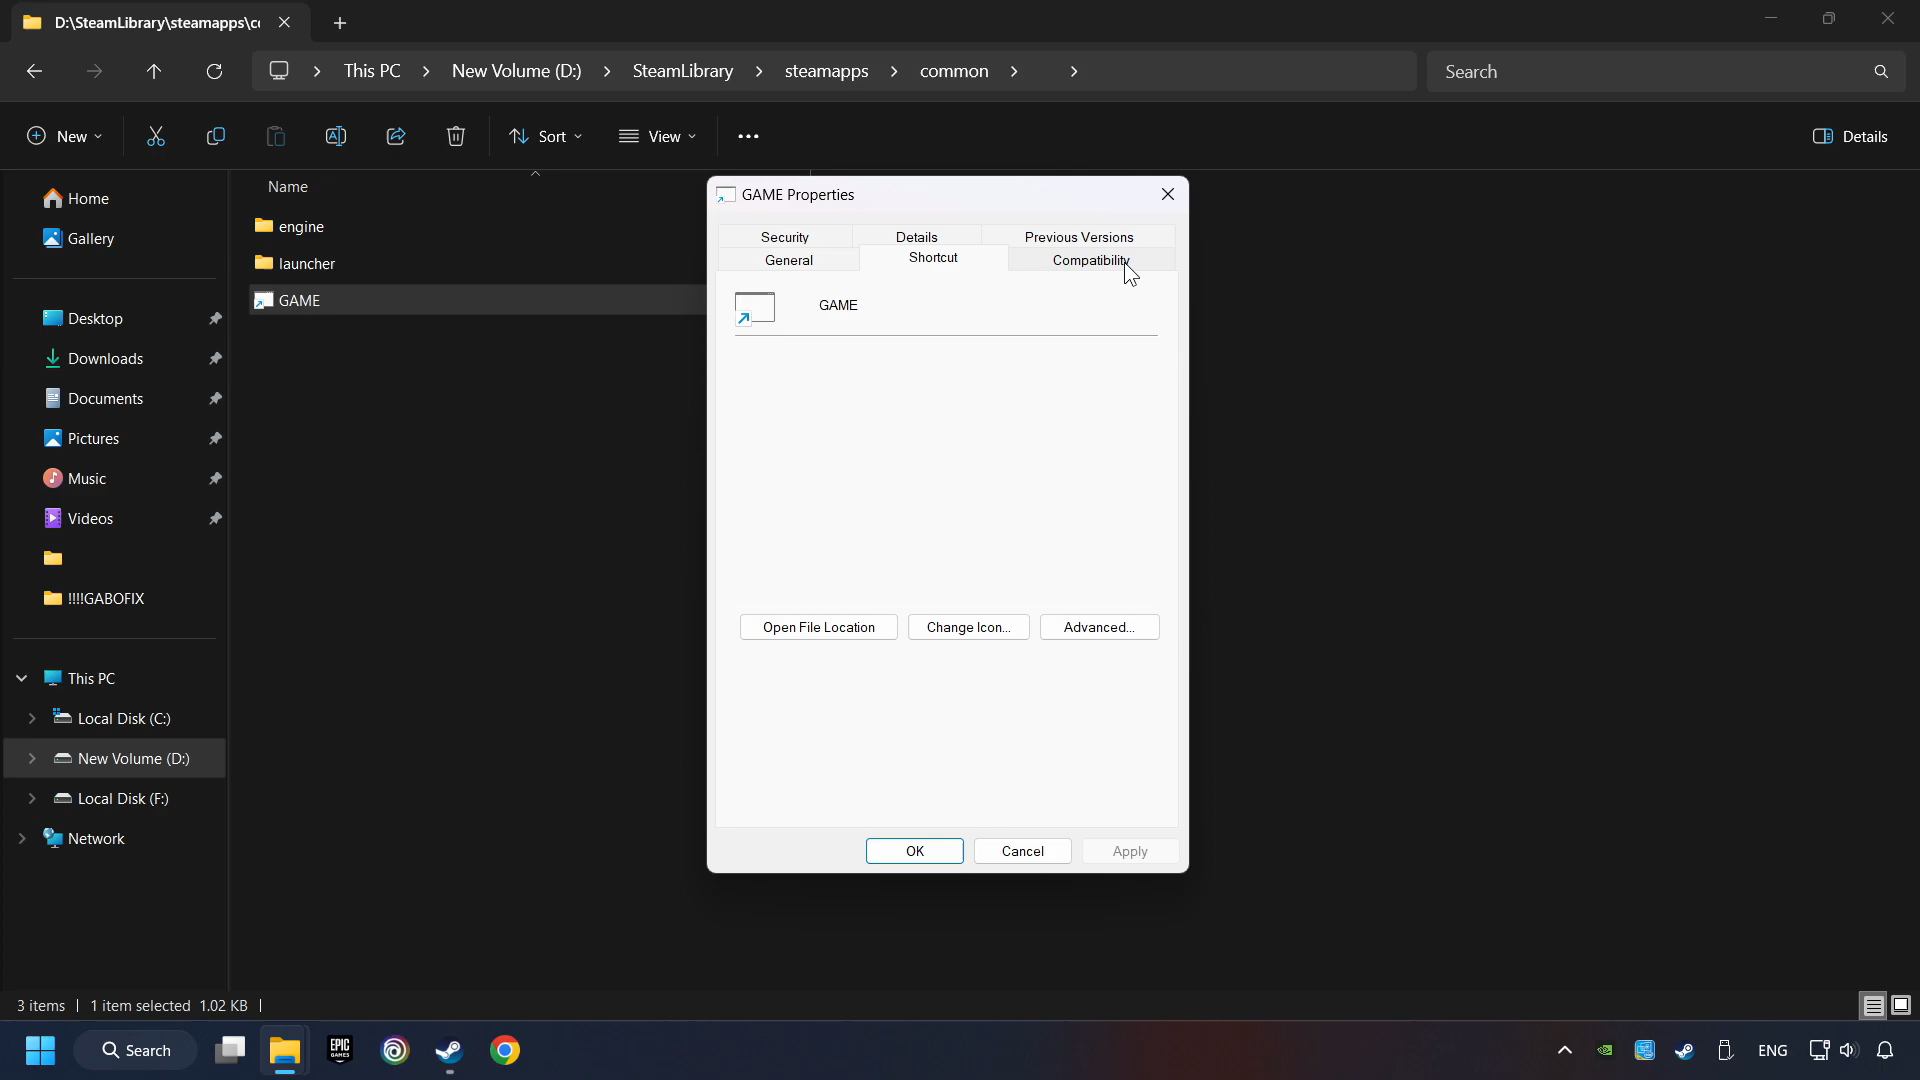 D:\SteamLibrary\steamapps\cc
This PC
New Volume (D:)
SteamLibrary
steamapps
common
Search
New
Sort
View
Details
Home
Gallery
Desktop
Downloads
Documents
Pictures
Music
Videos
!!!!GABOFIX
This PC
Local Disk (C:)
New Volume (D:)
Local Disk (F:)
Network
Name
engine
launcher
GAME
GAME Properties
Security
Details
Previous Versions
General
Shortcut
Compatibility
GAME
Open File Location
Change Icon...
Advanced...
OK
Cancel
Apply
3 items
1 item selected 1.02 KB
Search
EPIC
GAMES
ENG